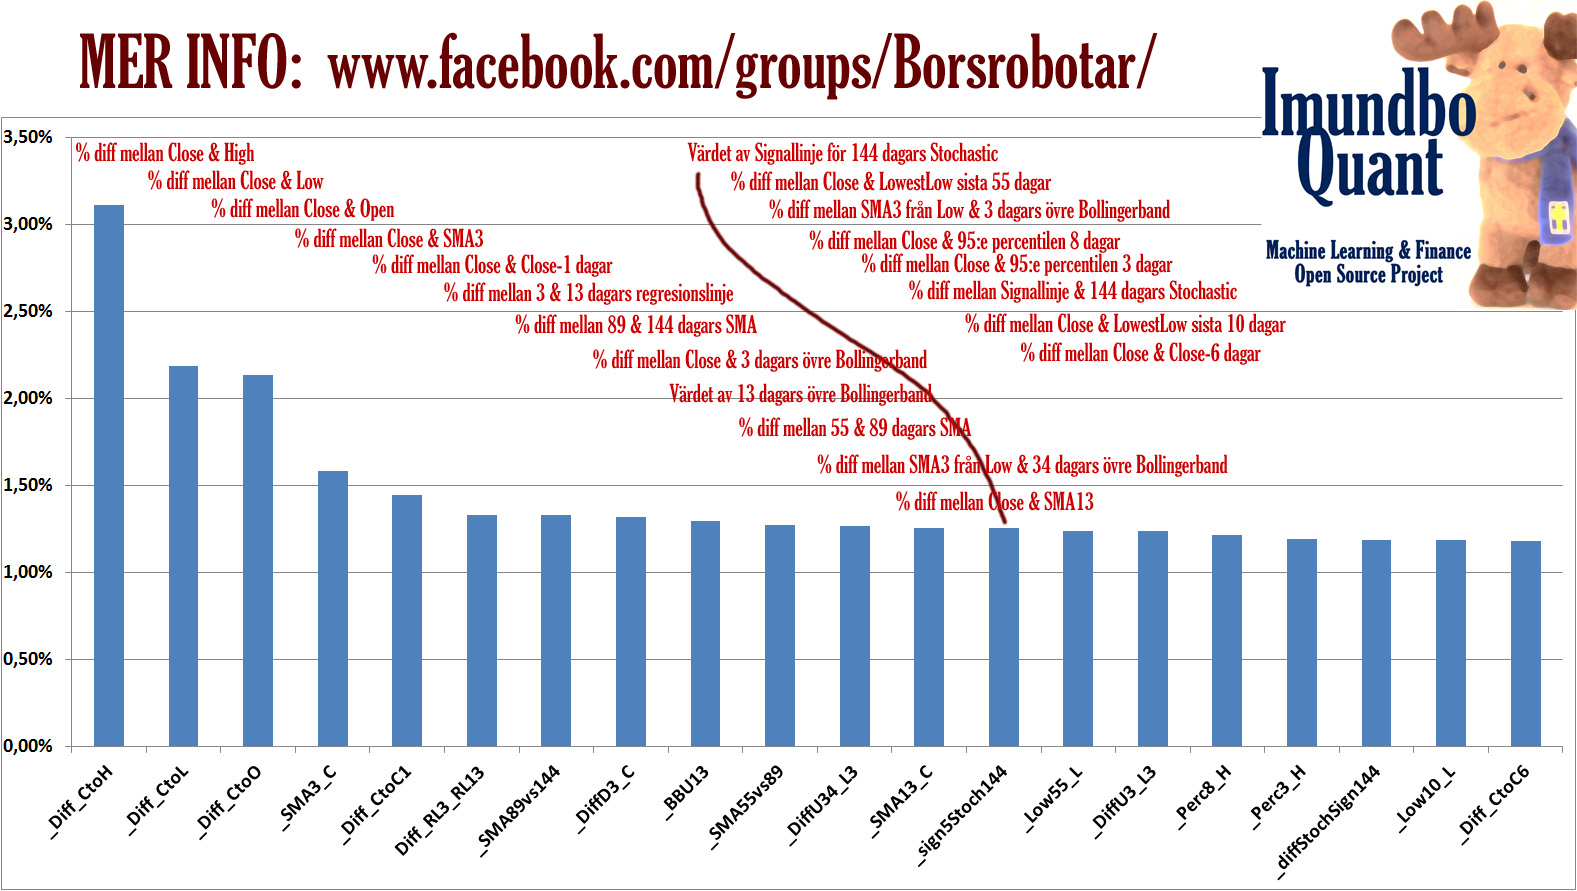 MER INFO: www.facebook.com/groups/Borsrobotar/
Imundbo
Quant
Machine Learning & Finance
Open Source Project
3,50%
3,00%
2,50%
2,00%
1,50%
1,00%
0,50%
0,00%
% diff mellan Close & High
% diff mellan Close & Low
% diff mellan Close & Open
% diff mellan Close & SMA3
% diff mellan Close & Close-1 dagar
% diff mellan 3 & 13 dagars regresionslinje
% diff mellan 89 & 144 dagars SMA
% diff mellan Close & 3 dagars övre Bollingerband
Värdet av 13 dagars övre Bollingerband
% diff mellan 55 & 89 dagars SMA
% diff mellan SMA3 från Low & 34 dagars övre Bollingerband
% diff mellan Close & SMA13
Värdet av Signallinje för 144 dagars Stochastic
% diff mellan Close & LowestLow sista 55 dagar
% diff mellan SMA3 från Low & 3 dagars övre Bollingerband
% diff mellan Close & 95:e percentilen 8 dagar
% diff mellan Close & 95:e percentilen 3 dagar
% diff mellan Signallinje & 144 dagars Stochastic
% diff mellan Close & LowestLow sista 10 dagar
% diff mellan Close & Close-6 dagar
_Diff_CtoH
_Diff_CtoL
_Diff_CtoO
_SMA3_C
_Diff_CtoC1
Diff_RL3_RL13
_SMA89vs144
_DiffD3_C
_BBU13
_SMA55vs89
_DiffU34_L3
_SMA13_C
_sign5Stoch144
_Low55_L
_DiffU3_L3
_Perc8_H
_Perc3_H
_diffStochSign144
_Low10_L
_Diff_CtoC6